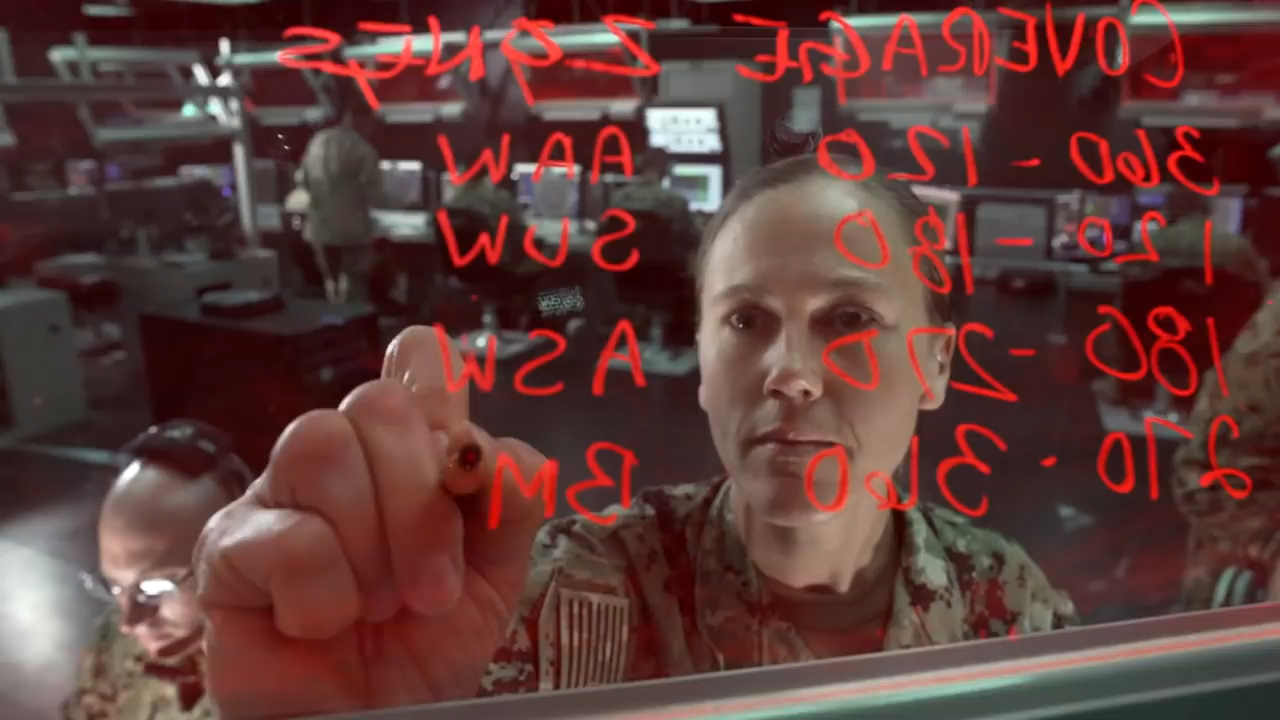 COVERAGE ZONES
360 - 120 AAW
120 - 180 SUW
180 - 270 ASW
270 - 360 BM